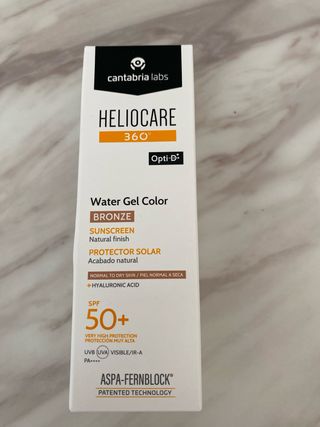 cantabria labs
HELIOCARE
360°
Opti-D
Water Gel Color
BRONZE
SUNSCREEN
Natural finish
PROTECTOR SOLAR
Acabado natural
NORMAL TO DRY SKIN / PIEL NORMAL A SECA
+ HYALURONIC ACID
SPF
50+
VERY HIGH PROTECTION
PROTECCIÓN MUY ALTA
UVB UVA VISIBLE/IR-A
PA++++
ASPA-FERNBLOCK®
PATENTED TECHNOLOGY